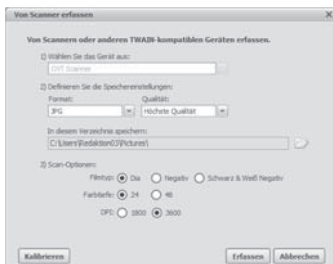 Von Scanner erfassen
Von Scannern oder anderen TWAIN-kompatiblen Geräten erfassen.
1) Wählen Sie das Gerät aus:
OVT Scanner
2) Definieren Sie die Speichereinstellungen:
Format: Qualität:
JPG Höchste Qualität
In diesem Verzeichnis speichern:
C:\Users\Redaktion03\Pictures\
3) Scan-Optionen:
Filmtyp: Dia Negativ Schwarz & Weiß Negativ
Farbtiefe: 24 48
DPI: 1800 3600
Kalibrieren Erfassen Abbrechen